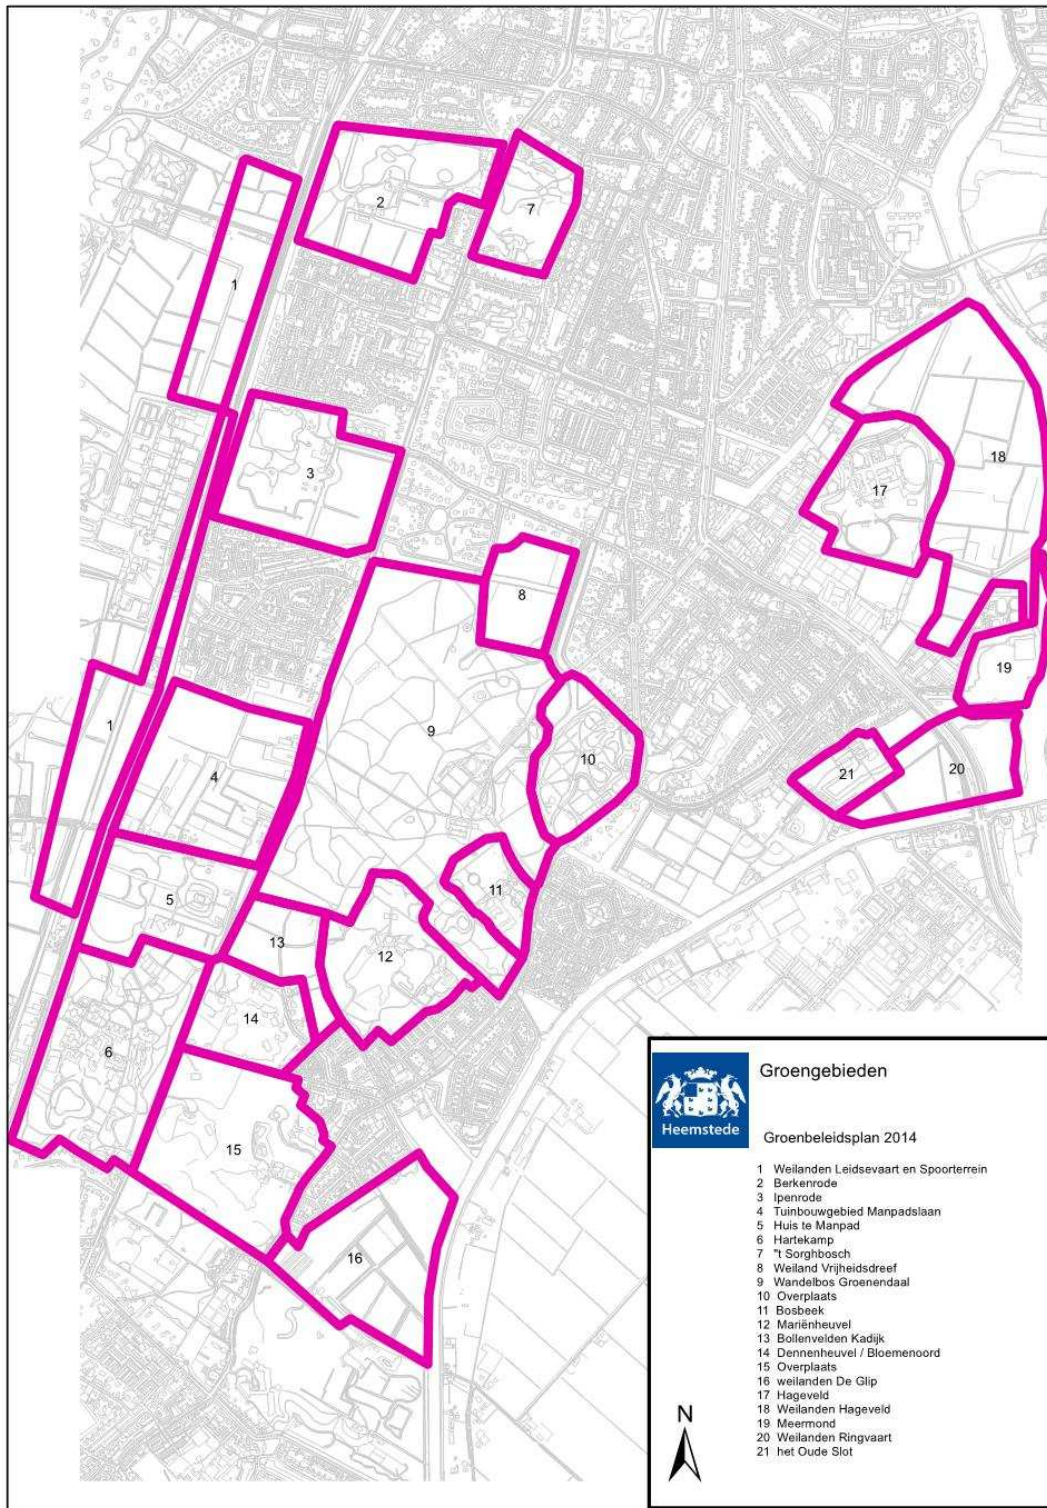 2
7
1
3
18
17
8
19
1
9
10
4
20
21
11
5
12
13
14
6
15
16
Heemstede
Groengebieden
Groenbeleidsplan 2014
1 Weilanden Leidsevaart en Spoorterrein
2 Berkenrode
3 Ipenrode
4 Tuinbouwgebied Manpadslaan
5 Huis te Manpad
6 Hartekamp
7 "t Sorghbosch
8 Weiland Vrijheidsdreef
9 Wandelbos Groenendaal
10 Overplaats
11 Bosbeek
12 Mariënheuvel
13 Bollenvelden Kadijk
14 Dennenheuvel / Bloemenoord
15 Overplaats
16 weilanden De Glip
17 Hageveld
18 Weilanden Hageveld
19 Meermond
20 Weilanden Ringvaart
21 het Oude Slot
N